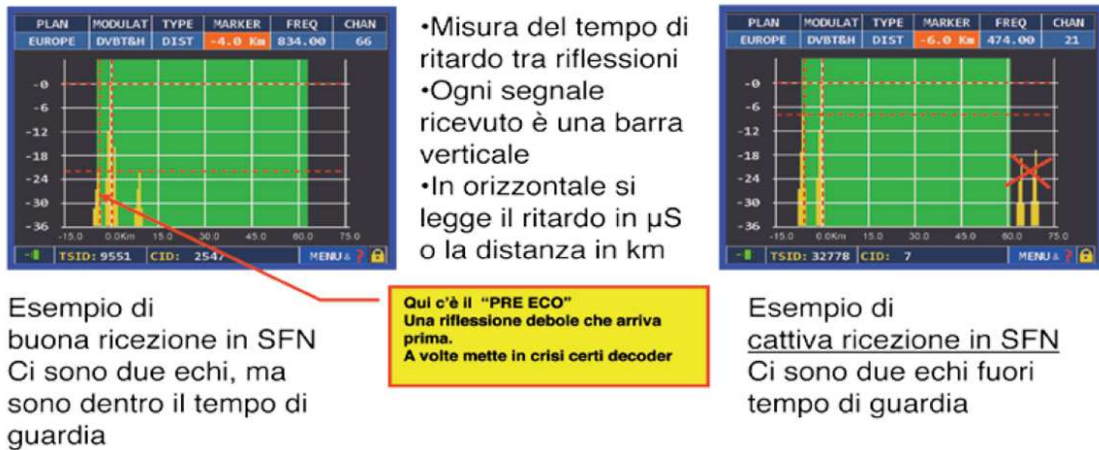 PLAN MODULAT TYPE MARKER FREQ CHAN
EUROPE DVBT&H DIST -4.0 Km 834.00 66
-0
-6
-12
-18
-24
-30
-36
-15.0 0.0Km 15.0 30.0 45.0 60.0 75.0
TSID: 9551 CID: 2547 MENU & ?
Esempio di
buona ricezione in SFN
Ci sono due echi, ma
sono dentro il tempo di
guardia
•Misura del tempo di
ritardo tra riflessioni
•Ogni segnale
ricevuto è una barra
verticale
•In orizzontale si
legge il ritardo in µS
o la distanza in km
Qui c'è il “PRE ECO”
Una riflessione debole che arriva
prima.
A volte mette in crisi certi decoder
PLAN MODULAT TYPE MARKER FREQ CHAN
EUROPE DVBT&H DIST -6.0 Km 474.00 21
-0
-6
-12
-18
-24
-30
-36
-15.0 0.0Km 15.0 30.0 45.0 60.0 75.0
TSID: 32778 CID: 7 MENU & ?
Esempio di
cattiva ricezione in SFN
Ci sono due echi fuori
tempo di guardia